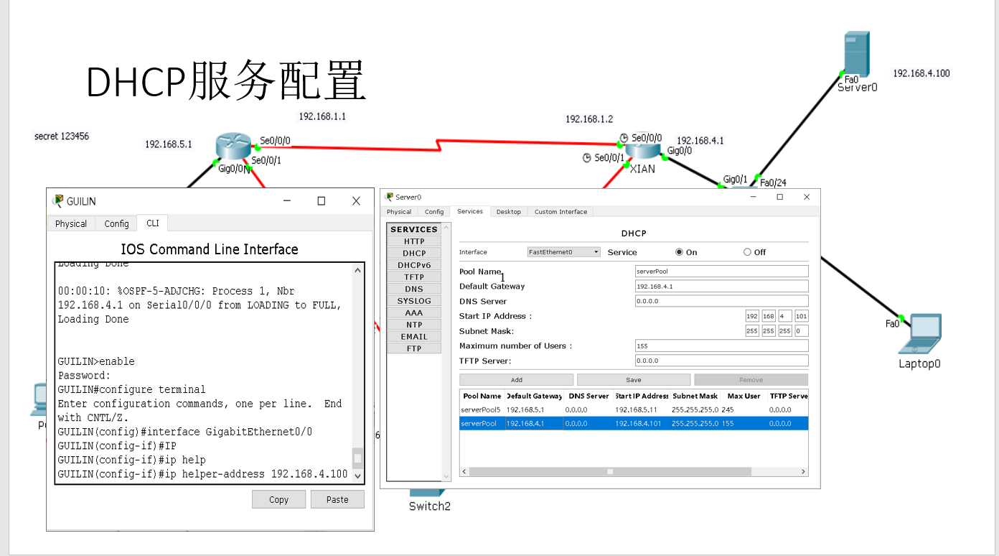 DHCP服务配置
192.168.4.100
Fa0
Server0
192.168.1.1
192.168.1.2
secret 123456
192.168.5.1
Se0/0/0
Se0/0/0
192.168.4.1
Se0/0/1
Se0/0/1
Gig0/0
Gig0/0
XIAN
Gig0/1
Fa0/24
GUILIN
Physical
Config
CLI
IOS Command Line Interface
Loading Done
00:00:10: %OSPF-5-ADJCHG: Process 1, Nbr
192.168.4.1 on Serial0/0/0 from LOADING to FULL,
Loading Done
GUILIN>enable
Password:
GUILIN#configure terminal
Enter configuration commands, one per line.  End
with CNTL/Z.
GUILIN(config)#interface GigabitEthernet0/0
GUILIN(config-if)#IP
GUILIN(config-if)#ip help
GUILIN(config-if)#ip helper-address 192.168.4.100
Copy
Paste
Server0
Physical
Config
Services
Desktop
Custom Interface
SERVICES
HTTP
DHCP
DHCPv6
TFTP
DNS
SYSLOG
AAA
NTP
EMAIL
FTP
DHCP
Interface FastEthernet0 Service On Off
Pool Name serverPool
Default Gateway 192.168.4.1
DNS Server 0.0.0.0
Start IP Address : 192 168 4 101
Subnet Mask: 255 255 255 0
Maximum number of Users : 155
TFTP Server: 0.0.0.0
Add Save Remove
Pool Name Default Gateway DNS Server Start IP Address Subnet Mask Max User TFTP Serve
serverPool5 192.168.5.1 0.0.0.0 192.168.5.11 255.255.255.0 245 0.0.0.0
serverPool 192.168.4.1 0.0.0.0 192.168.4.101 255.255.255.0 155 0.0.0.0
Fa0
Laptop0
Switch2